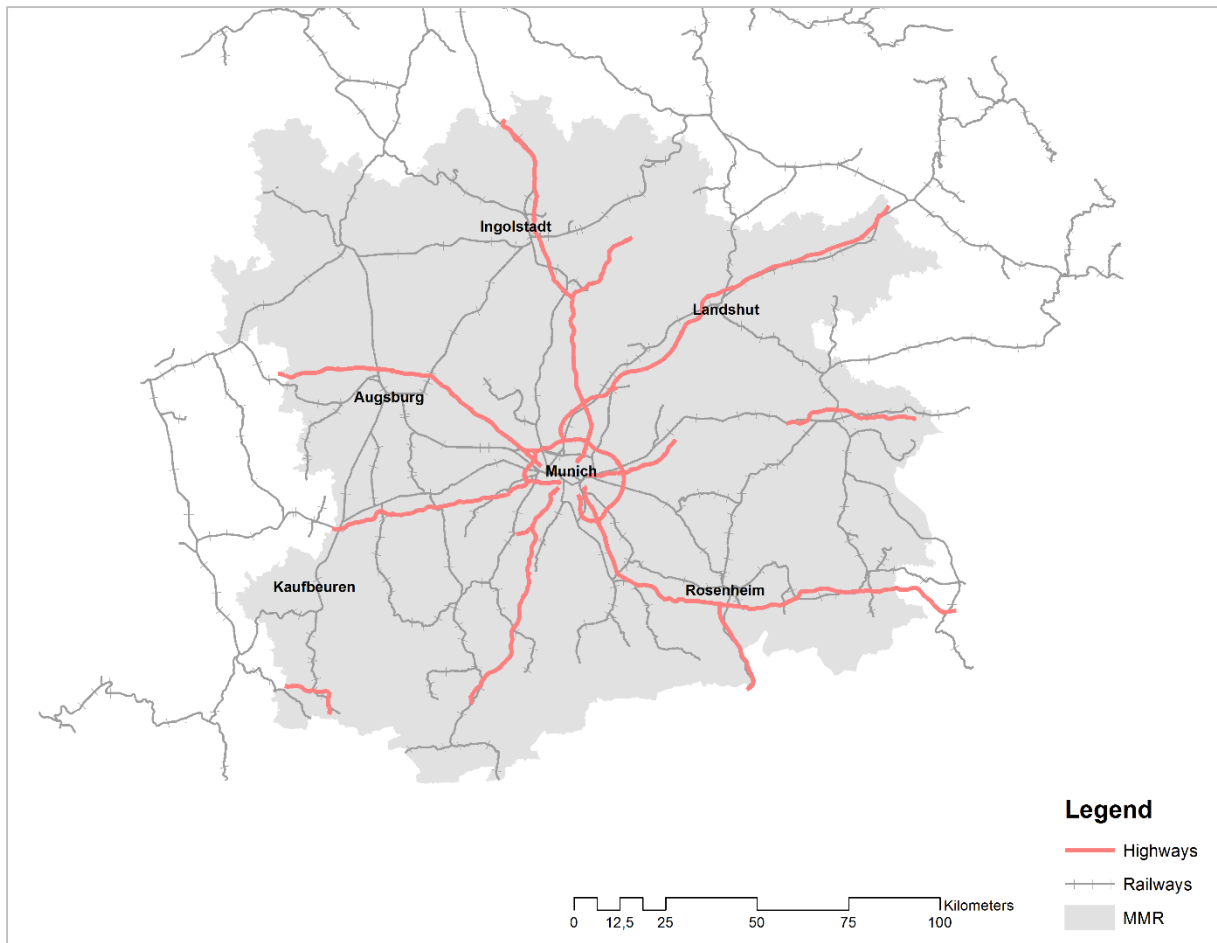 Ingolstadt
Landshut
Augsburg
Munich
Kaufbeuren
Rosenheim
Legend
Highways
Railways
MMR
Kilometers
0 12,5 25 50 75 100